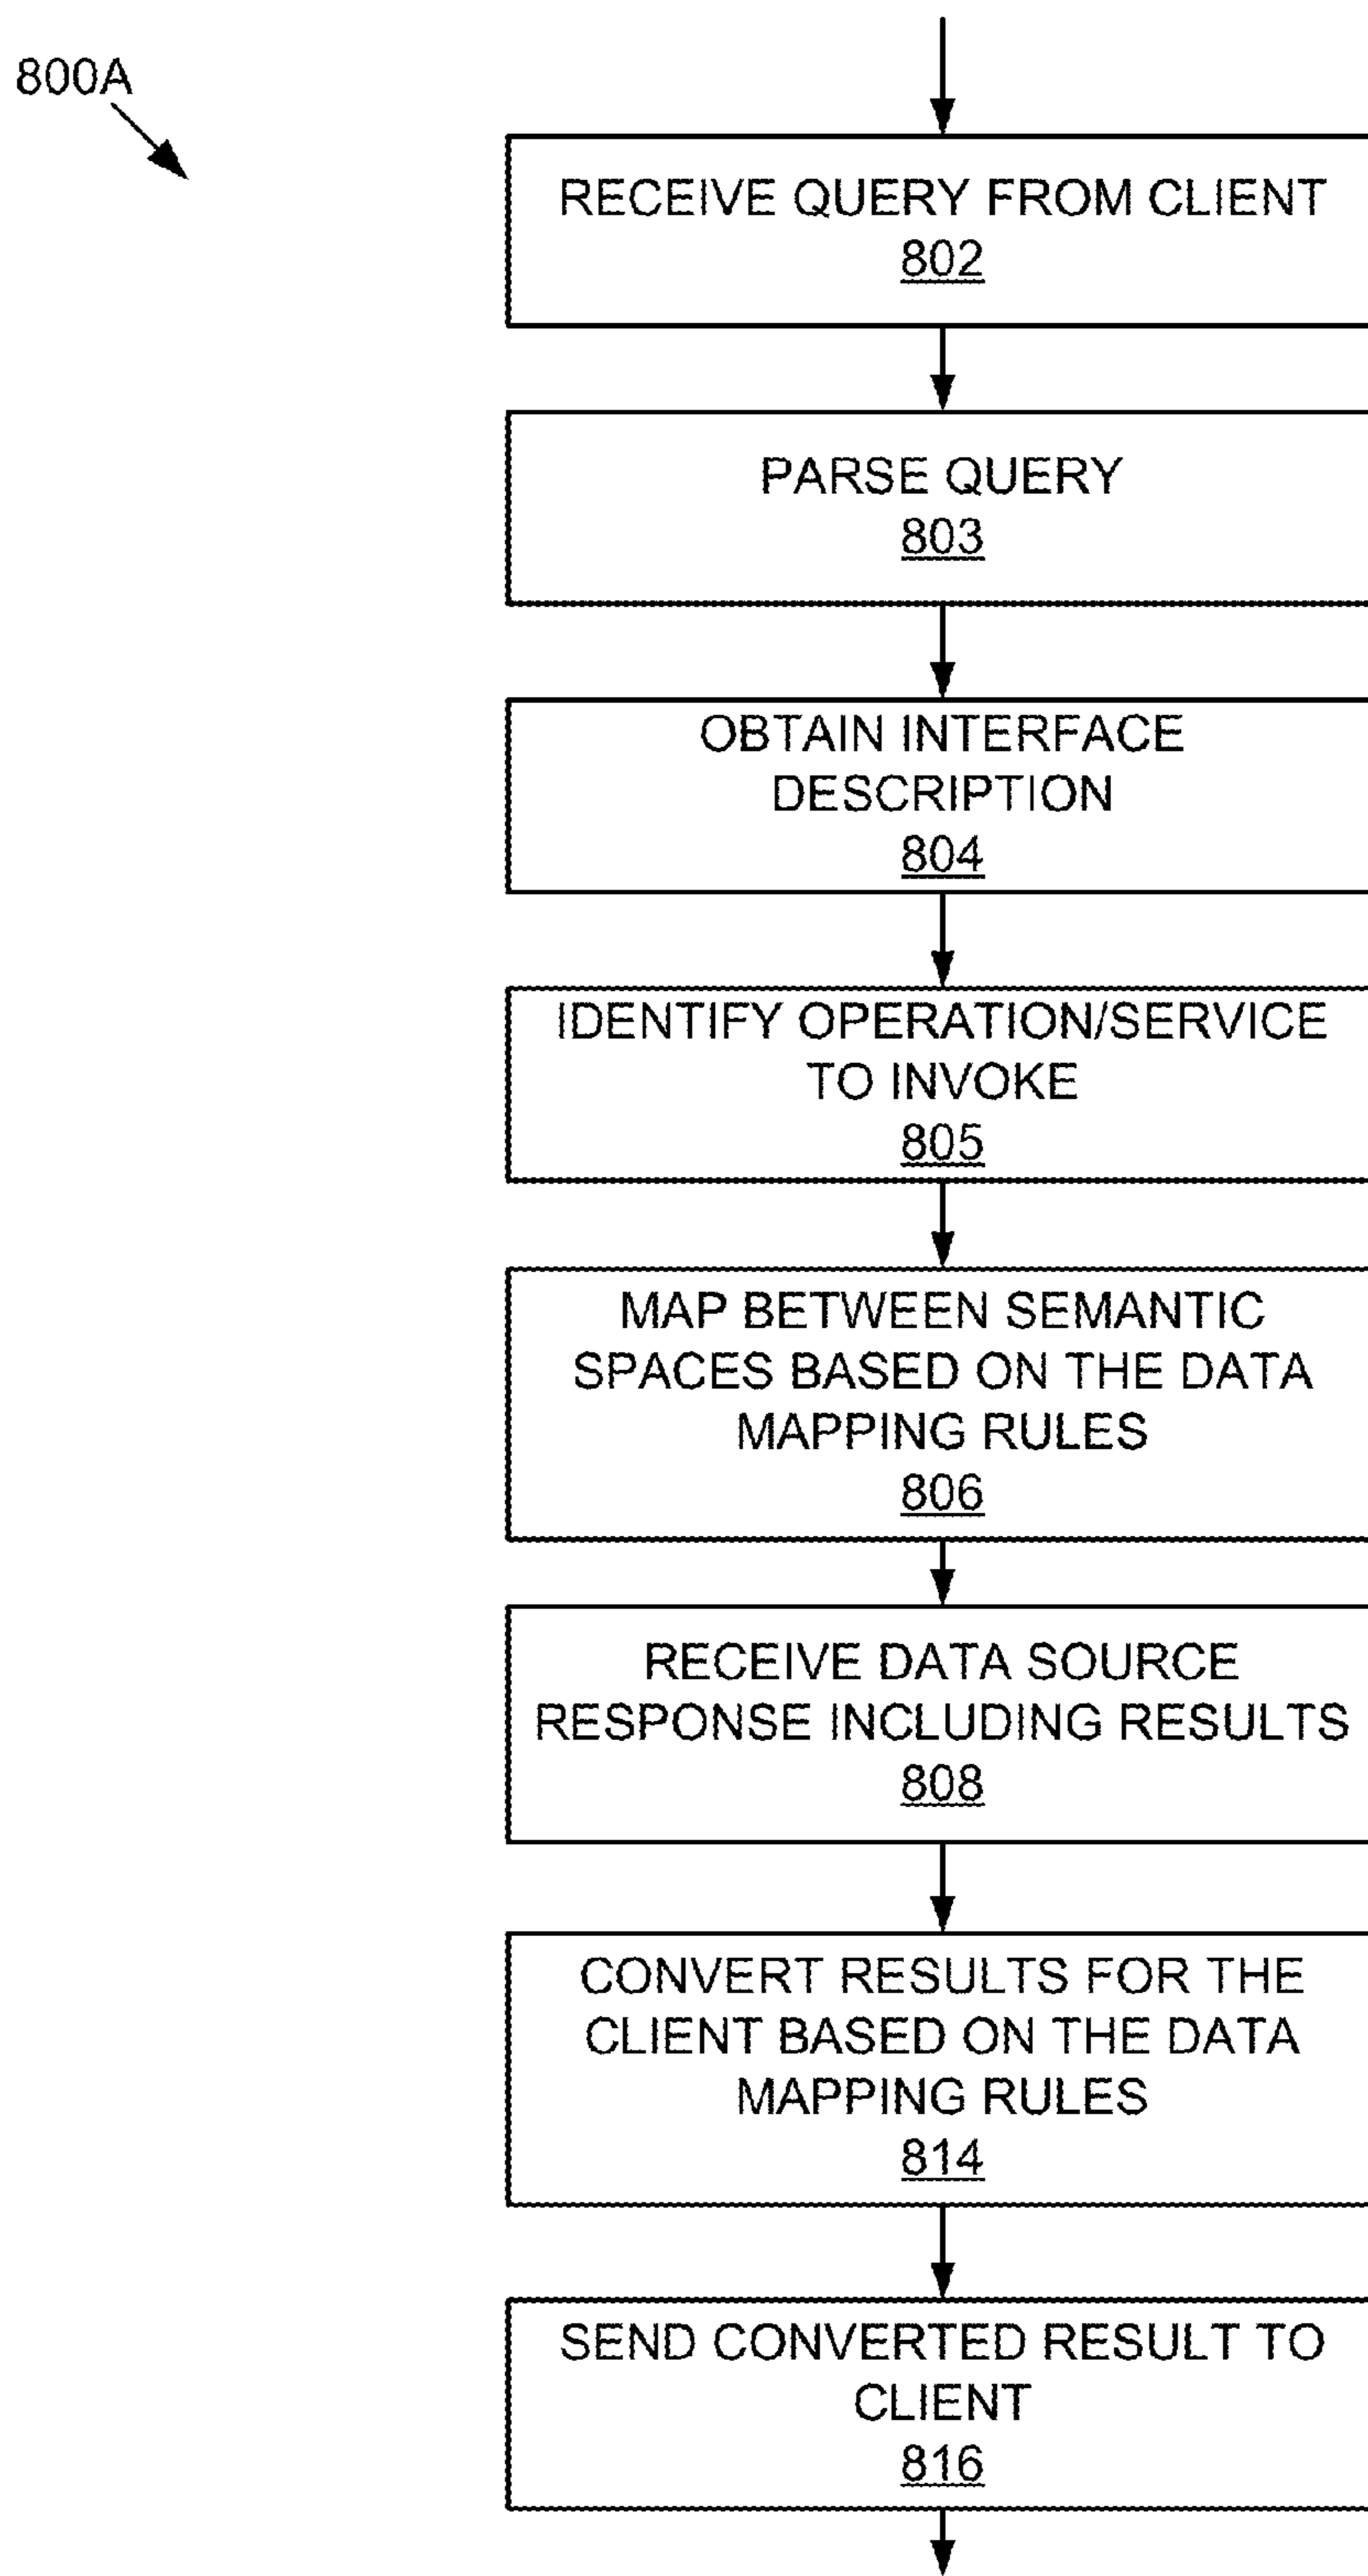 800A
RECEIVE QUERY FROM CLIENT
802
PARSE QUERY
803
OBTAIN INTERFACE
DESCRIPTION
804
IDENTIFY OPERATION/SERVICE
TO INVOKE
805
MAP BETWEEN SEMANTIC
SPACES BASED ON THE DATA
MAPPING RULES
806
RECEIVE DATA SOURCE
RESPONSE INCLUDING RESULTS
808
CONVERT RESULTS FOR THE
CLIENT BASED ON THE DATA
MAPPING RULES
814
SEND CONVERTED RESULT TO
CLIENT
816